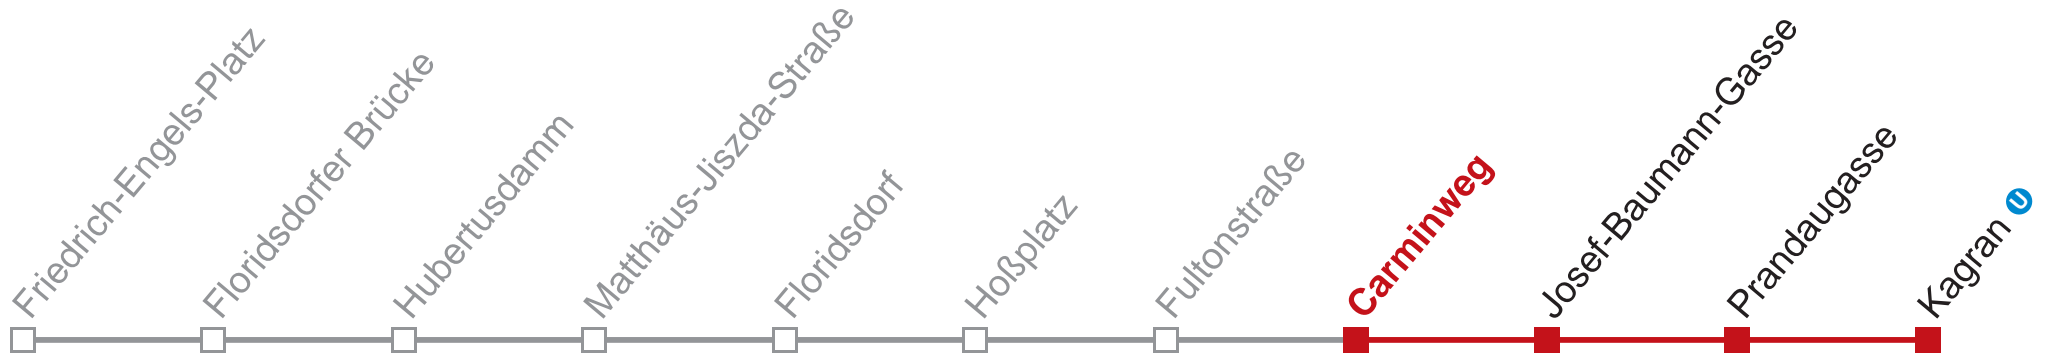 Friedrich-Engels-Platz
Floridsdorfer Brücke
Hubertusdamm
Matthäus-Jiszda-Straße
Floridsdorf
Hoßplatz
Fultonstraße
Carminweg
Josef-Baumann-Gasse
Prandaugasse
Kagran U